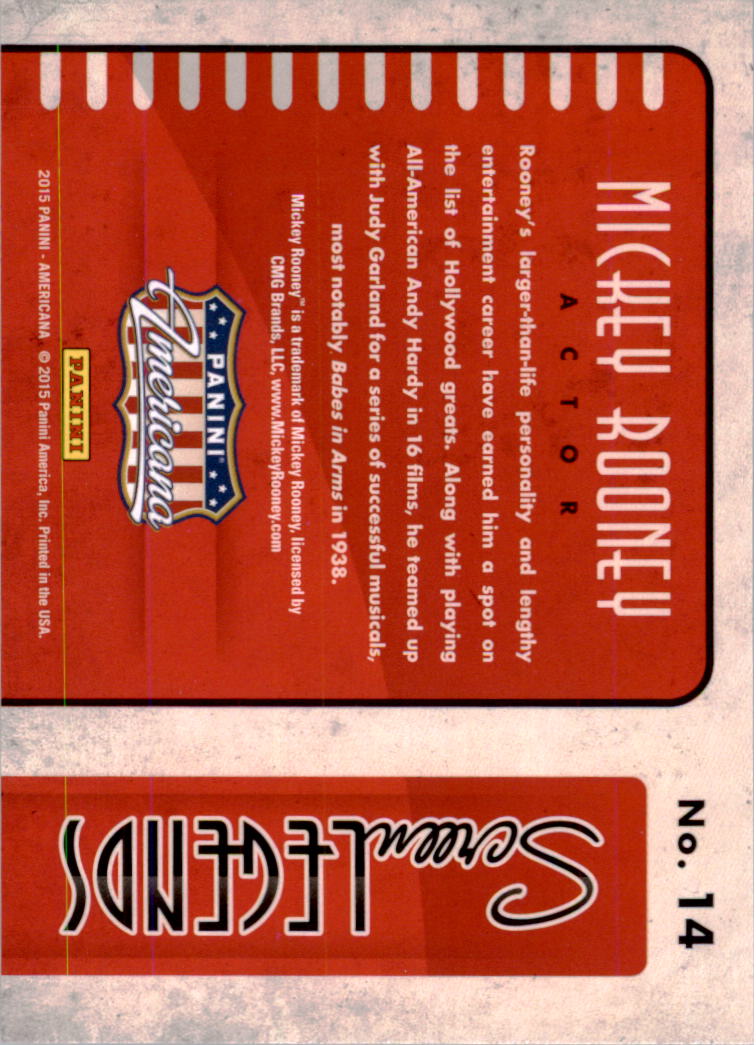 No. 14
MICKEY ROONEY
ACTOR
Rooney's larger-than-life personality and lengthy
entertainment career have earned him a spot on
the list of Hollywood greats. Along with playing
All-American Andy Hardy in 16 films, he teamed up
with Judy Garland for a series of successful musicals,
most notably Babes in Arms in 1938.
Mickey Rooney™ is a trademark of Mickey Rooney, licensed by
CMG Brands, LLC, www.MickeyRooney.com
PANINI
Americana
PANINI
2015 PANINI - AMERICANA © 2015 Panini America, Inc. Printed in the USA.
Screen
LEGENDS